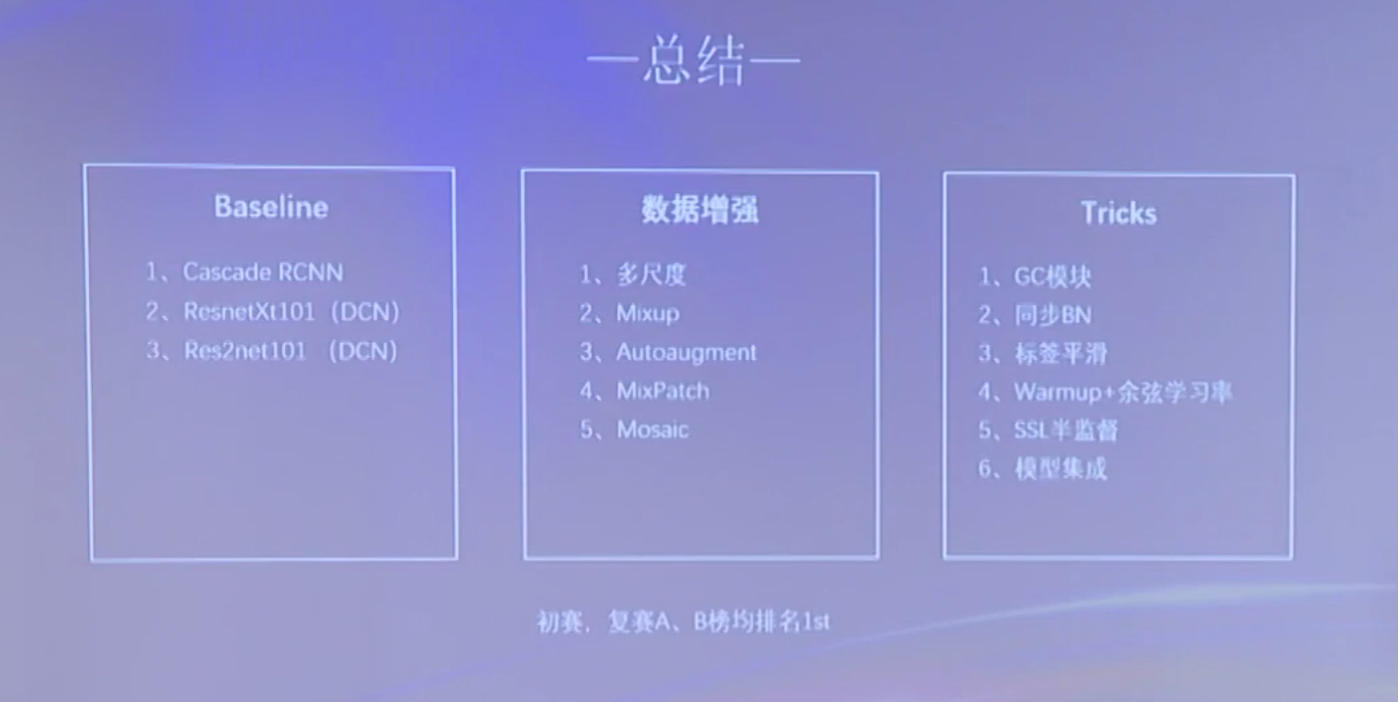 —总结—
Baseline
1、Cascade RCNN
2、ResnetXt101（DCN）
3、Res2net101 （DCN）
数据增强
1、多尺度
2、Mixup
3、Autoaugment
4、MixPatch
5、Mosaic
Tricks
1、GC模块
2、同步BN
3、标签平滑
4、Warmup+余弦学习率
5、SSL半监督
6、模型集成
初赛，复赛A、B榜均排名1st